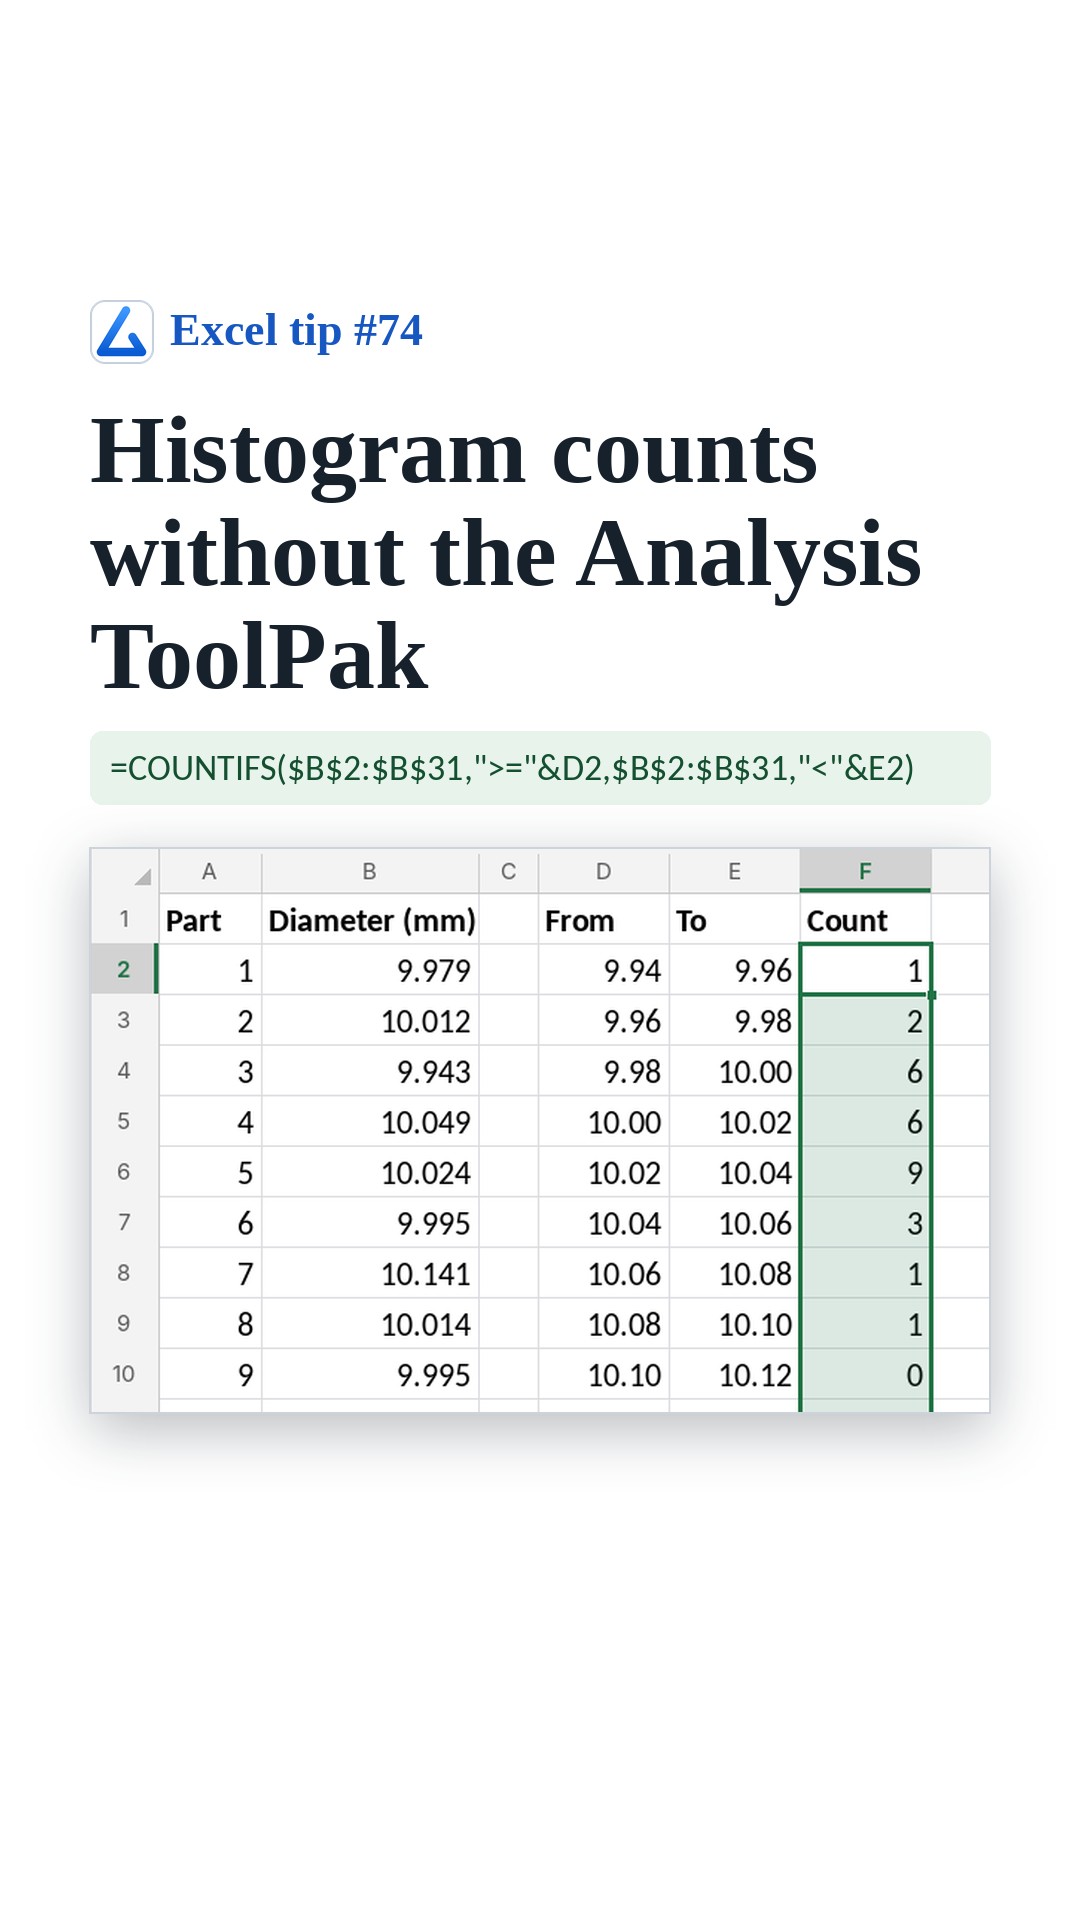 Excel tip #74
Histogram counts
without the Analysis
ToolPak
=COUNTIFS($B$2:$B$31,">="&D2,$B$2:$B$31,"<"&E2)
A B C D E F
1 Part Diameter (mm) From To Count
2 1 9.979 9.94 9.96 1
3 2 10.012 9.96 9.98 2
4 3 9.943 9.98 10.00 6
5 4 10.049 10.00 10.02 6
6 5 10.024 10.02 10.04 9
7 6 9.995 10.04 10.06 3
8 7 10.141 10.06 10.08 1
9 8 10.014 10.08 10.10 1
10 9 9.995 10.10 10.12 0